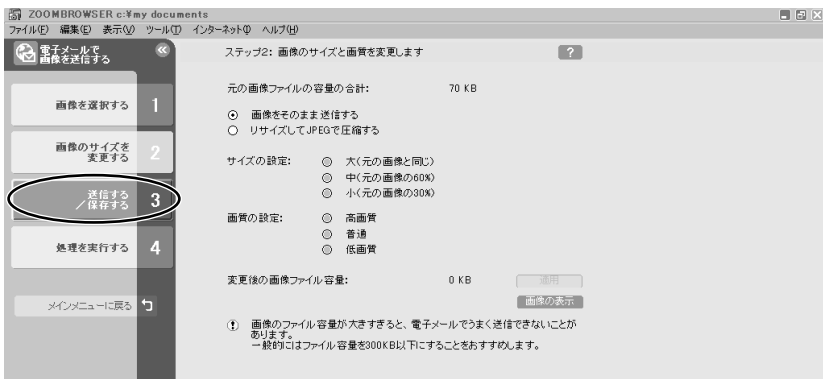 ZOOMBROWSER c:¥my documents
ファイル(F) 編集(E) 表示(V) ツール(T) インターネット(I) ヘルプ(H)
電子メールで
画像を送信する
«
ステップ2: 画像のサイズと画質を変更します
?
画像を選択する 1
画像のサイズを
変更する 2
送信する
／保存する 3
処理を実行する 4
メインメニューに戻る
元の画像ファイルの容量の合計: 70 KB
画像をそのまま送信する
リサイズしてJPEGで圧縮する
サイズの設定: 大(元の画像と同じ)
中(元の画像の60%)
小(元の画像の30%)
画質の設定: 高画質
普通
低画質
変更後の画像ファイル容量: 0 KB 適用
画像の表示
画像のファイル容量が大きすぎると、電子メールでうまく送信できないことが
あります。
一般的にはファイル容量を300KB以下にすることをおすすめします。